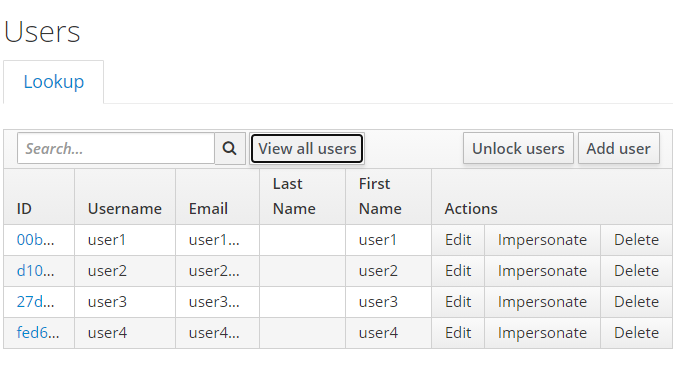 Users
Lookup
Search... View all users Unlock users Add user
Last First
ID Username Email Name Name Actions
00b... user1 user1... user1 Edit Impersonate Delete
d10... user2 user2... user2 Edit Impersonate Delete
27d... user3 user3... user3 Edit Impersonate Delete
fed6... user4 user4... user4 Edit Impersonate Delete